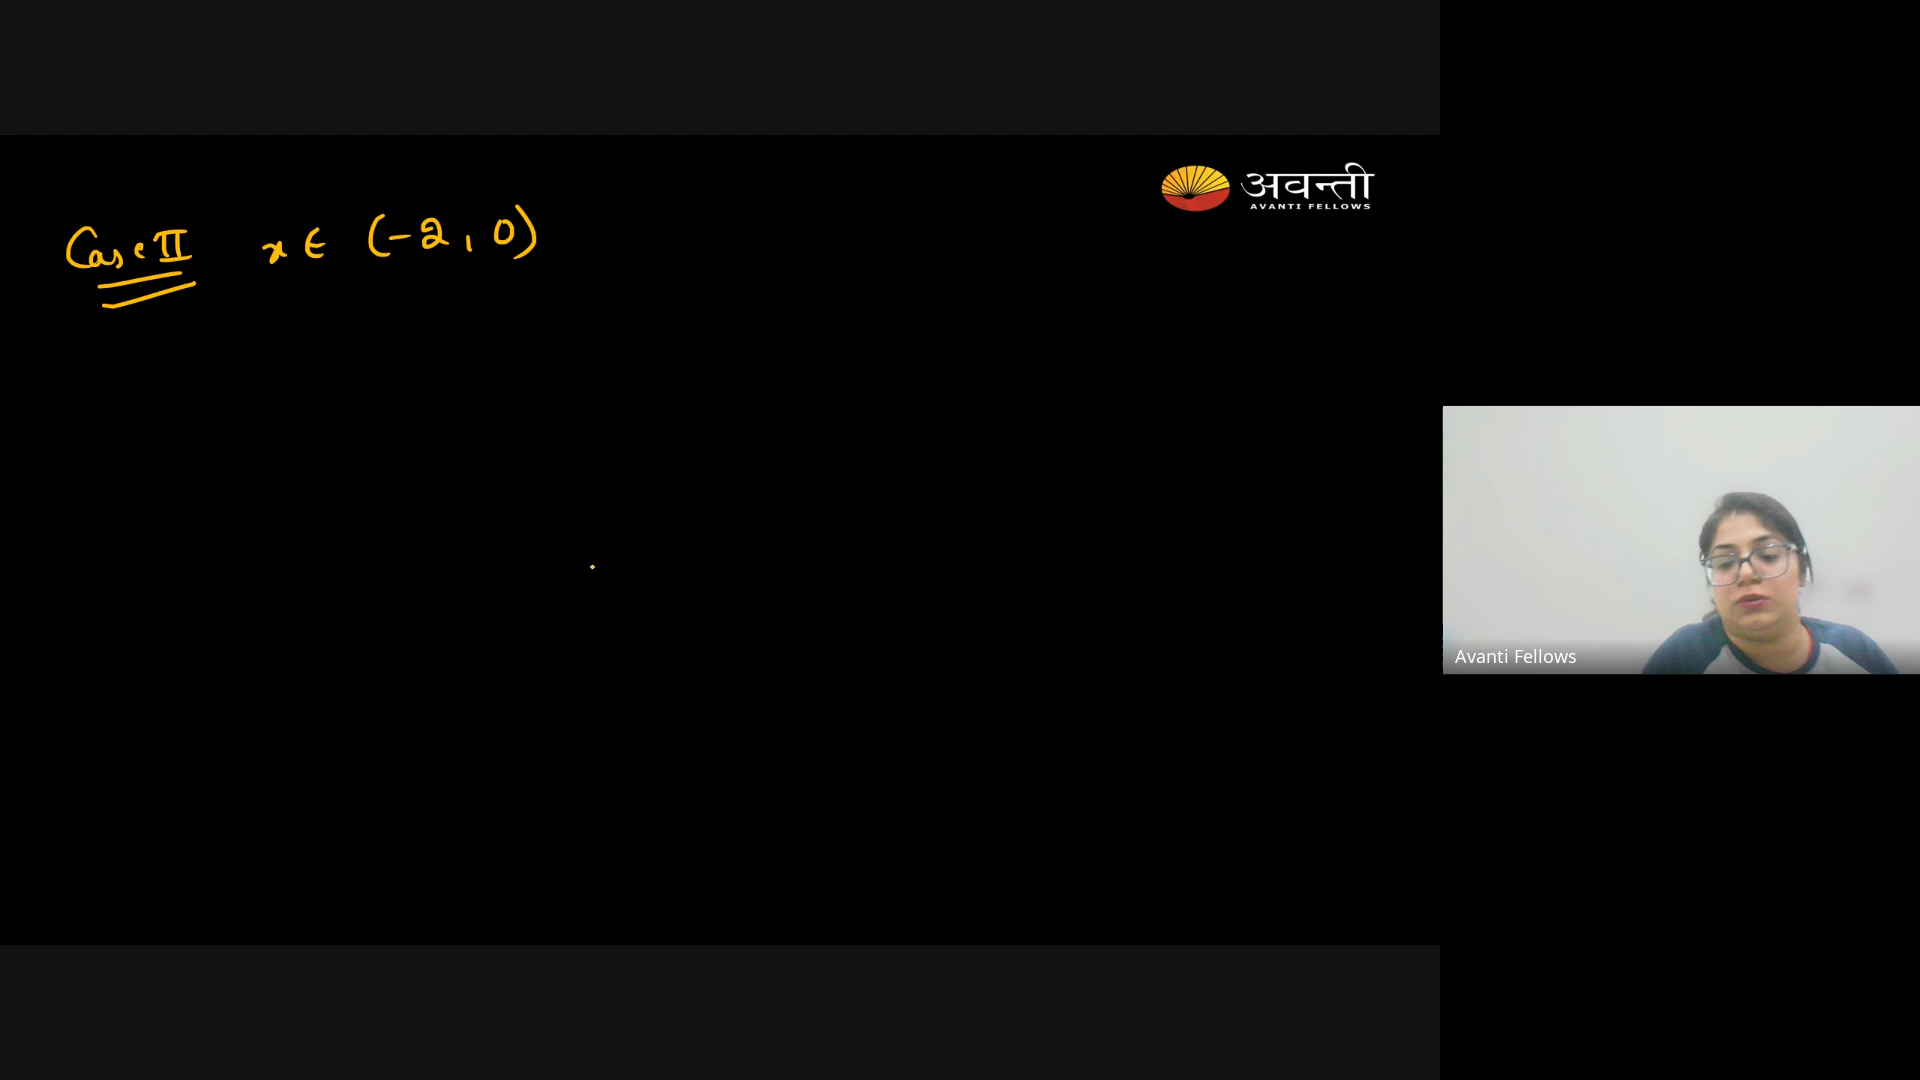 अवन्ती
AVANTI FELLOWS
Case II x ∈ (-2, 0)
Avanti Fellows